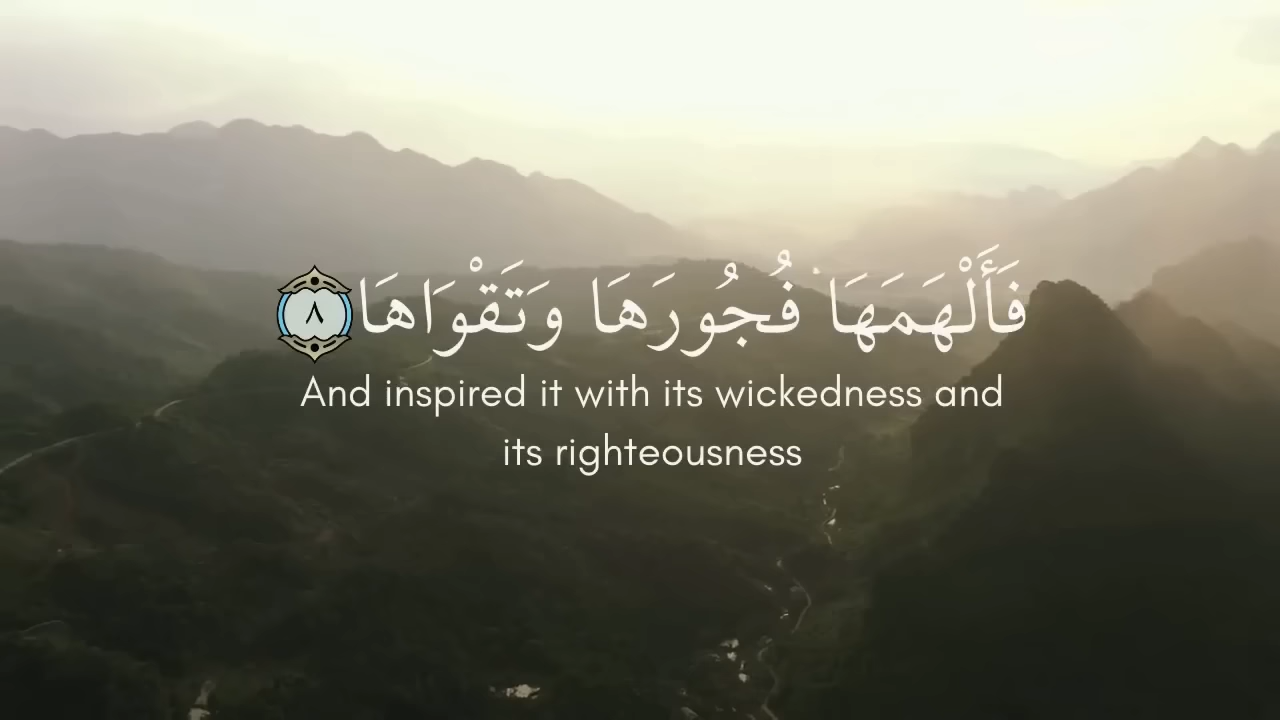 فَأَلْهَمَهَا فُجُورَهَا وَتَقْوَاهَا ٨
And inspired it with its wickedness and
its righteousness